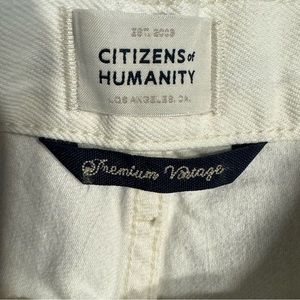 EST. 2003
CITIZENS of
HUMANITY
LOS ANGELES, CA.
Premium Vintage